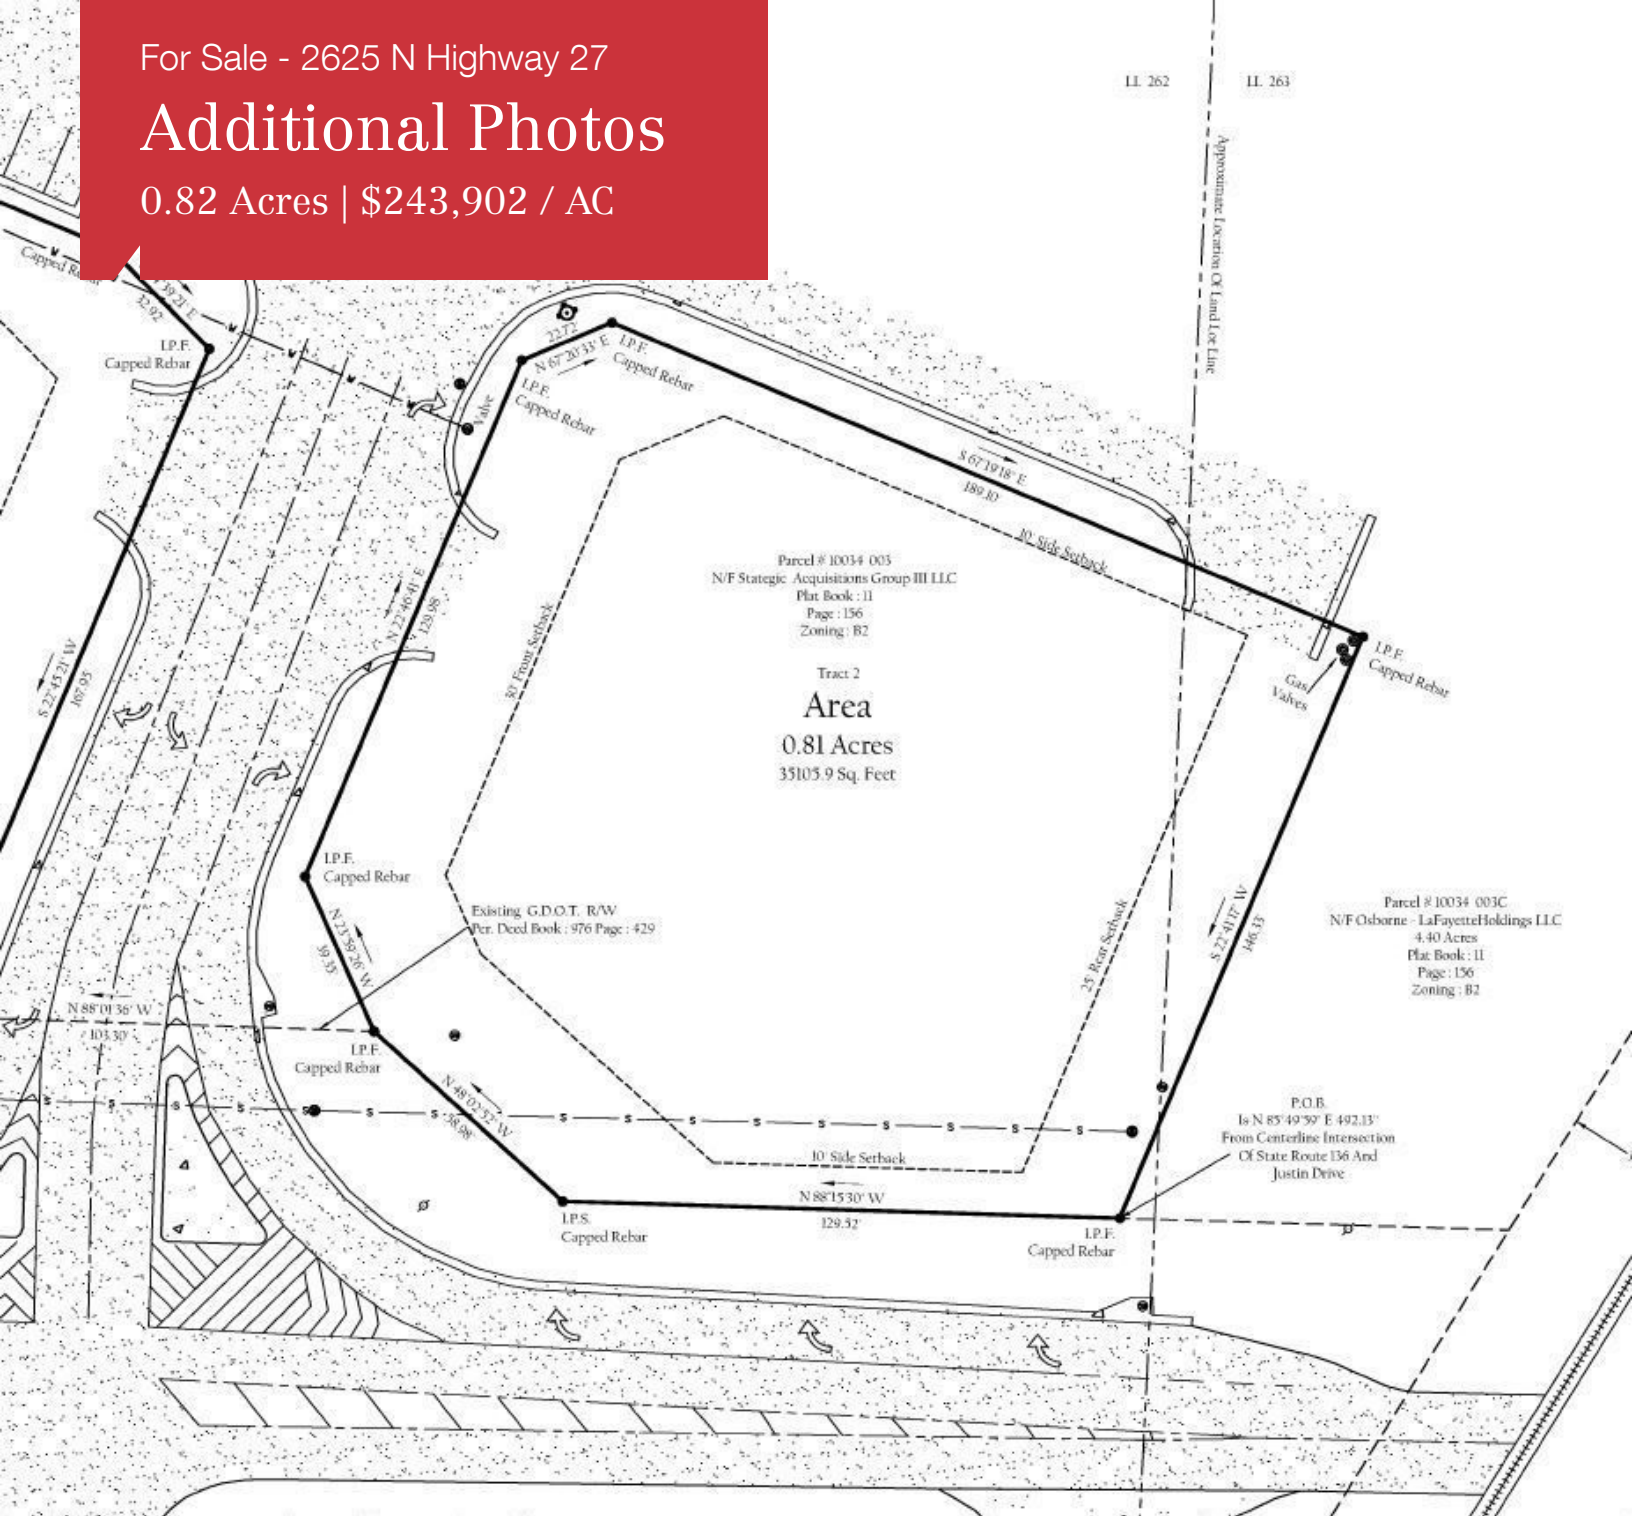 For Sale - 2625 N Highway 27
Additional Photos
0.82 Acres | $243,902 / AC
LL 262
LL 263
Approximate Location Of Land Lot Line
Capped
39'21" E
32.92'
I.P.F.
Capped Rebar
22.72'
N 67°20'33" E
I.P.F.
Capped Rebar
I.P.F.
Capped Rebar
Valve
S 67°19'18" E
189.10'
10' Side Setback
N 22°46'41" E
129.98'
Front Setback
Parcel # 10034 003
N/F Stategic Acquisitions Group III LLC
Plat Book : 11
Page : 156
Zoning : B2
Tract 2
Area
0.81 Acres
35105.9 Sq. Feet
I.P.F.
Capped Rebar
Gas
Valves
S 22°45'21" W
167.95'
I.P.F.
Capped Rebar
Existing G.D.O.T. R/W
Per. Deed Book : 976 Page : 429
N 23°59'26" W
39.35'
25' Rear Setback
S 22°41'17" W
146.33'
Parcel # 10034 003C
N/F Osborne - LaFayetteHoldings LLC
4.40 Acres
Plat Book : 11
Page : 156
Zoning : B2
N 88°01'36" W
103.30'
I.P.F.
Capped Rebar
N 48°02'52" W
58.98'
S S S S S S S S S S S S S S S S
10' Side Setback
P.O.B.
Is N 85°49'59" E 492.13'
From Centerline Intersection
Of State Route 136 And
Justin Drive
N 88°15'30" W
129.52'
I.P.S.
Capped Rebar
I.P.F.
Capped Rebar